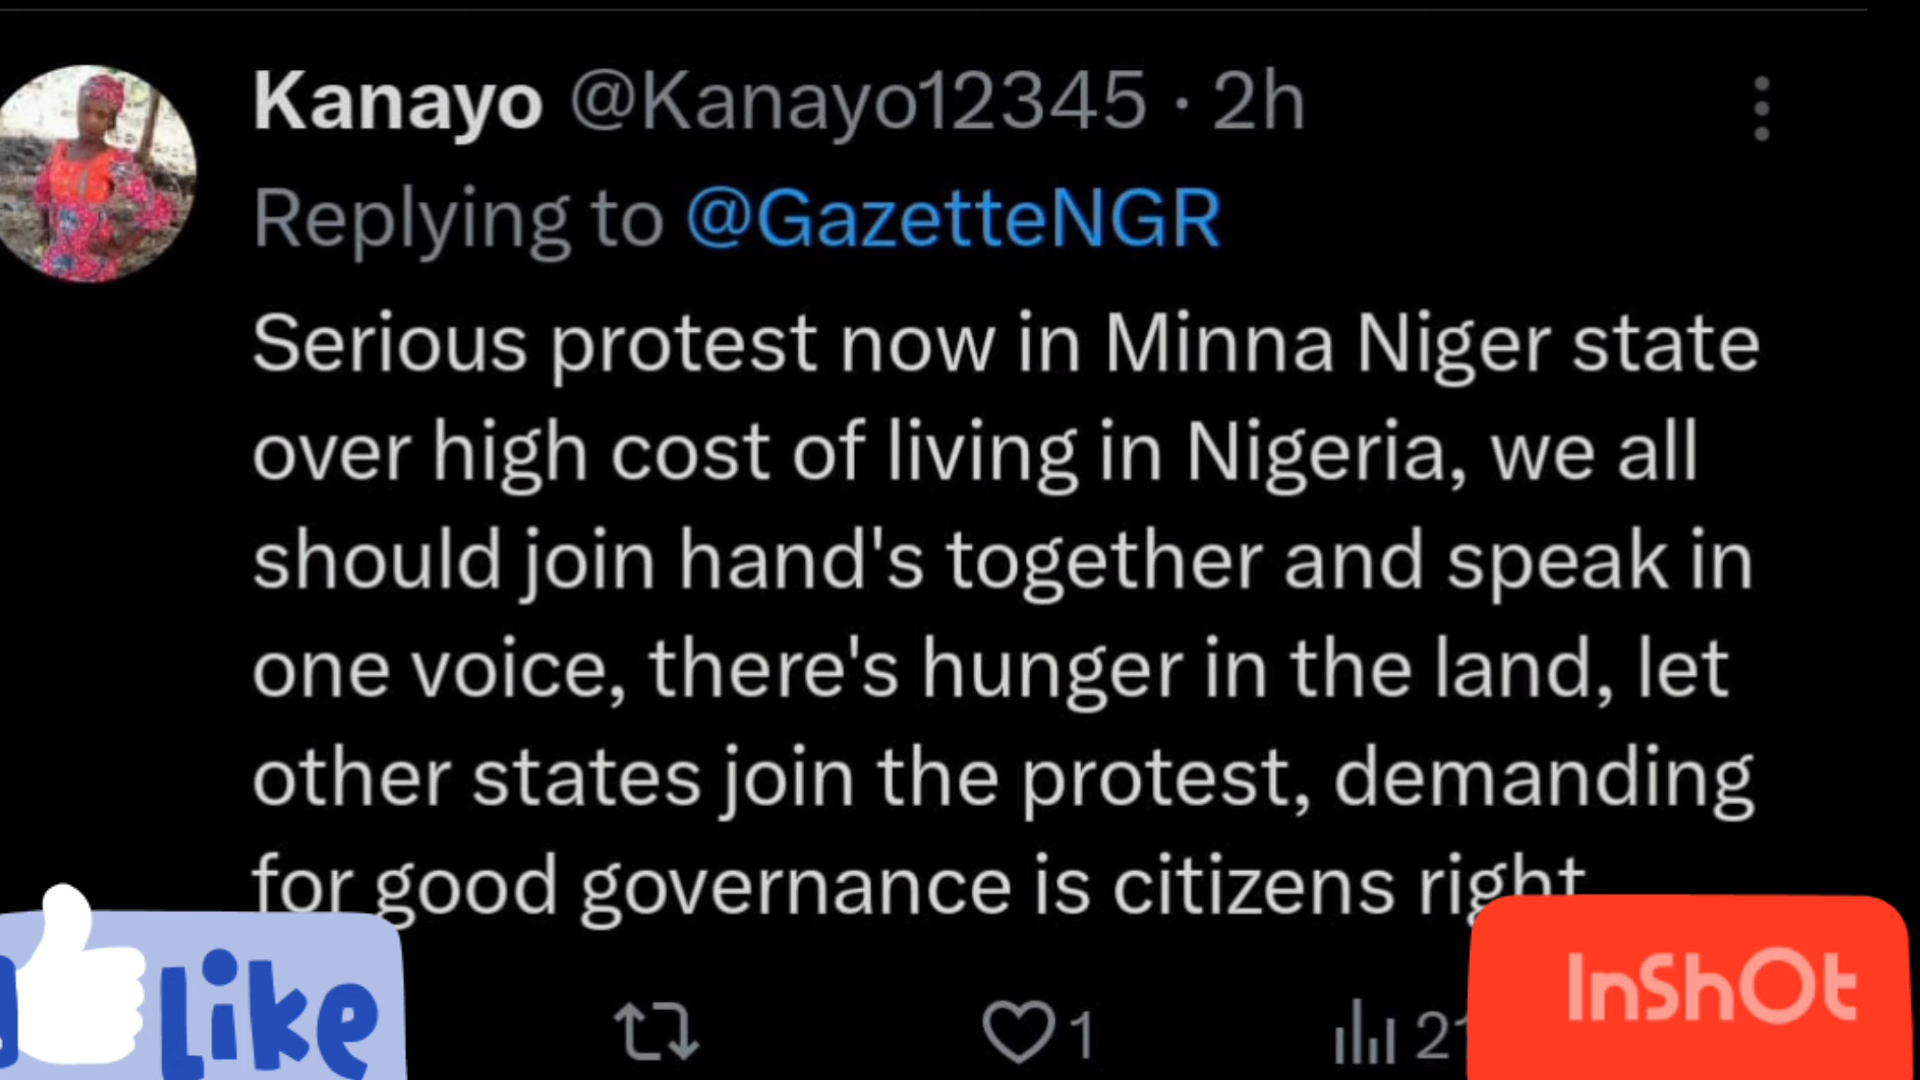 Kanayo @Kanayo12345 · 2h
Replying to @GazetteNGR
Serious protest now in Minna Niger state
over high cost of living in Nigeria, we all
should join hand's together and speak in
one voice, there's hunger in the land, let
other states join the protest, demanding
for good governance is citizens right
1
Like
InShOt